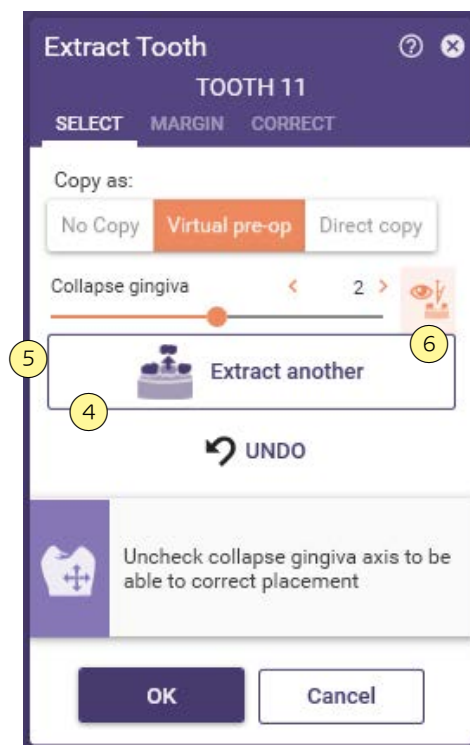 Extract Tooth
TOOTH 11
SELECT MARGIN CORRECT
Copy as:
No Copy Virtual pre-op Direct copy
Collapse gingiva < 2 >
6
5
Extract another
4
UNDO
Uncheck collapse gingiva axis to be
able to correct placement
OK Cancel